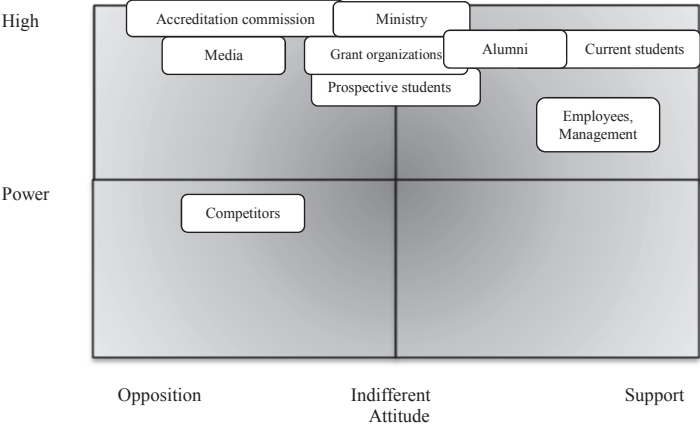 High
Accreditation commission
Ministry
Media
Grant organizations
Alumni
Current students
Prospective students
Employees,
Management
Power
Competitors
Opposition
Indifferent
Support
Attitude